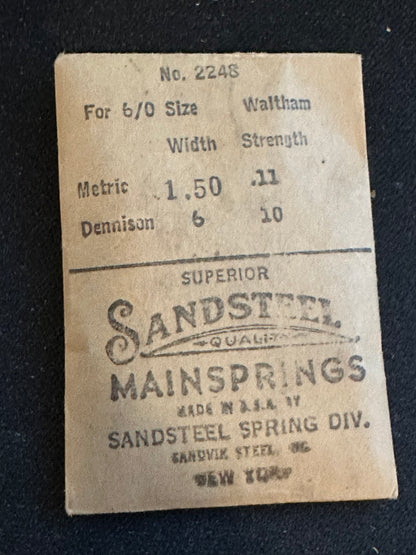 No. 2248
For 6/0 Size Waltham
Width Strength
Metric 1.50 .11
Dennison 6 10
SUPERIOR
SANDSTEEL
QUALITY
MAINSPRINGS
MADE IN U.S.A. BY
SANDSTEEL SPRING DIV.
SANDVIK STEEL, INC.
NEW YORK